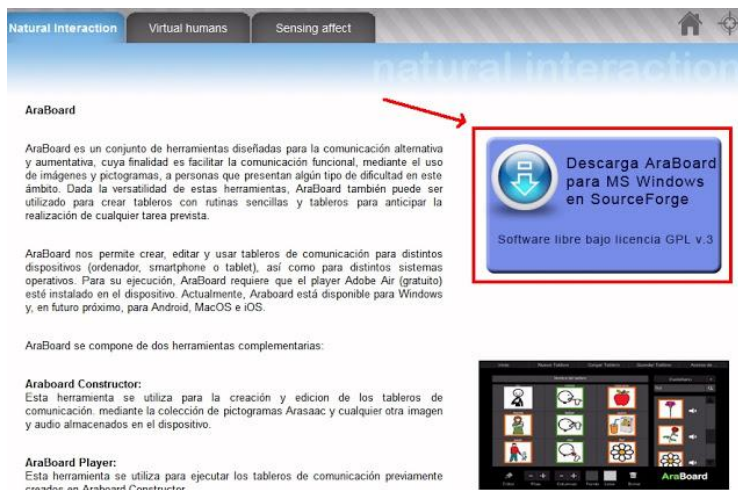 Natural Interaction
Virtual humans
Sensing affect
natural interaction
AraBoard
AraBoard es un conjunto de herramientas diseñadas para la comunicación alternativa
y aumentativa, cuya finalidad es facilitar la comunicación funcional, mediante el uso
de imágenes y pictogramas, a personas que presentan algún tipo de dificultad en este
ámbito. Dada la versatilidad de estas herramientas, AraBoard también puede ser
utilizado para crear tableros con rutinas sencillas y tableros para anticipar la
realización de cualquier tarea prevista.
AraBoard nos permite crear, editar y usar tableros de comunicación para distintos
dispositivos (ordenador, smartphone o tablet), así como para distintos sistemas
operativos. Para su ejecución, AraBoard requiere que el player Adobe Air (gratuito)
esté instalado en el dispositivo. Actualmente, Araboard está disponible para Windows
y, en futuro próximo, para Android, MacOS e iOS.
AraBoard se compone de dos herramientas complementarias:
Araboard Constructor:
Esta herramienta se utiliza para la creación y edicion de los tableros de
comunicación. mediante la colección de pictogramas Arasaac y cualquier otra imagen
y audio almacenados en el dispositivo.
AraBoard Player:
Esta herramienta se utiliza para ejecutar los tableros de comunicación previamente
creados en Araboard Constructor
Descarga AraBoard
para MS Windows
en SourceForge
Software libre bajo licencia GPL v.3
AraBoard